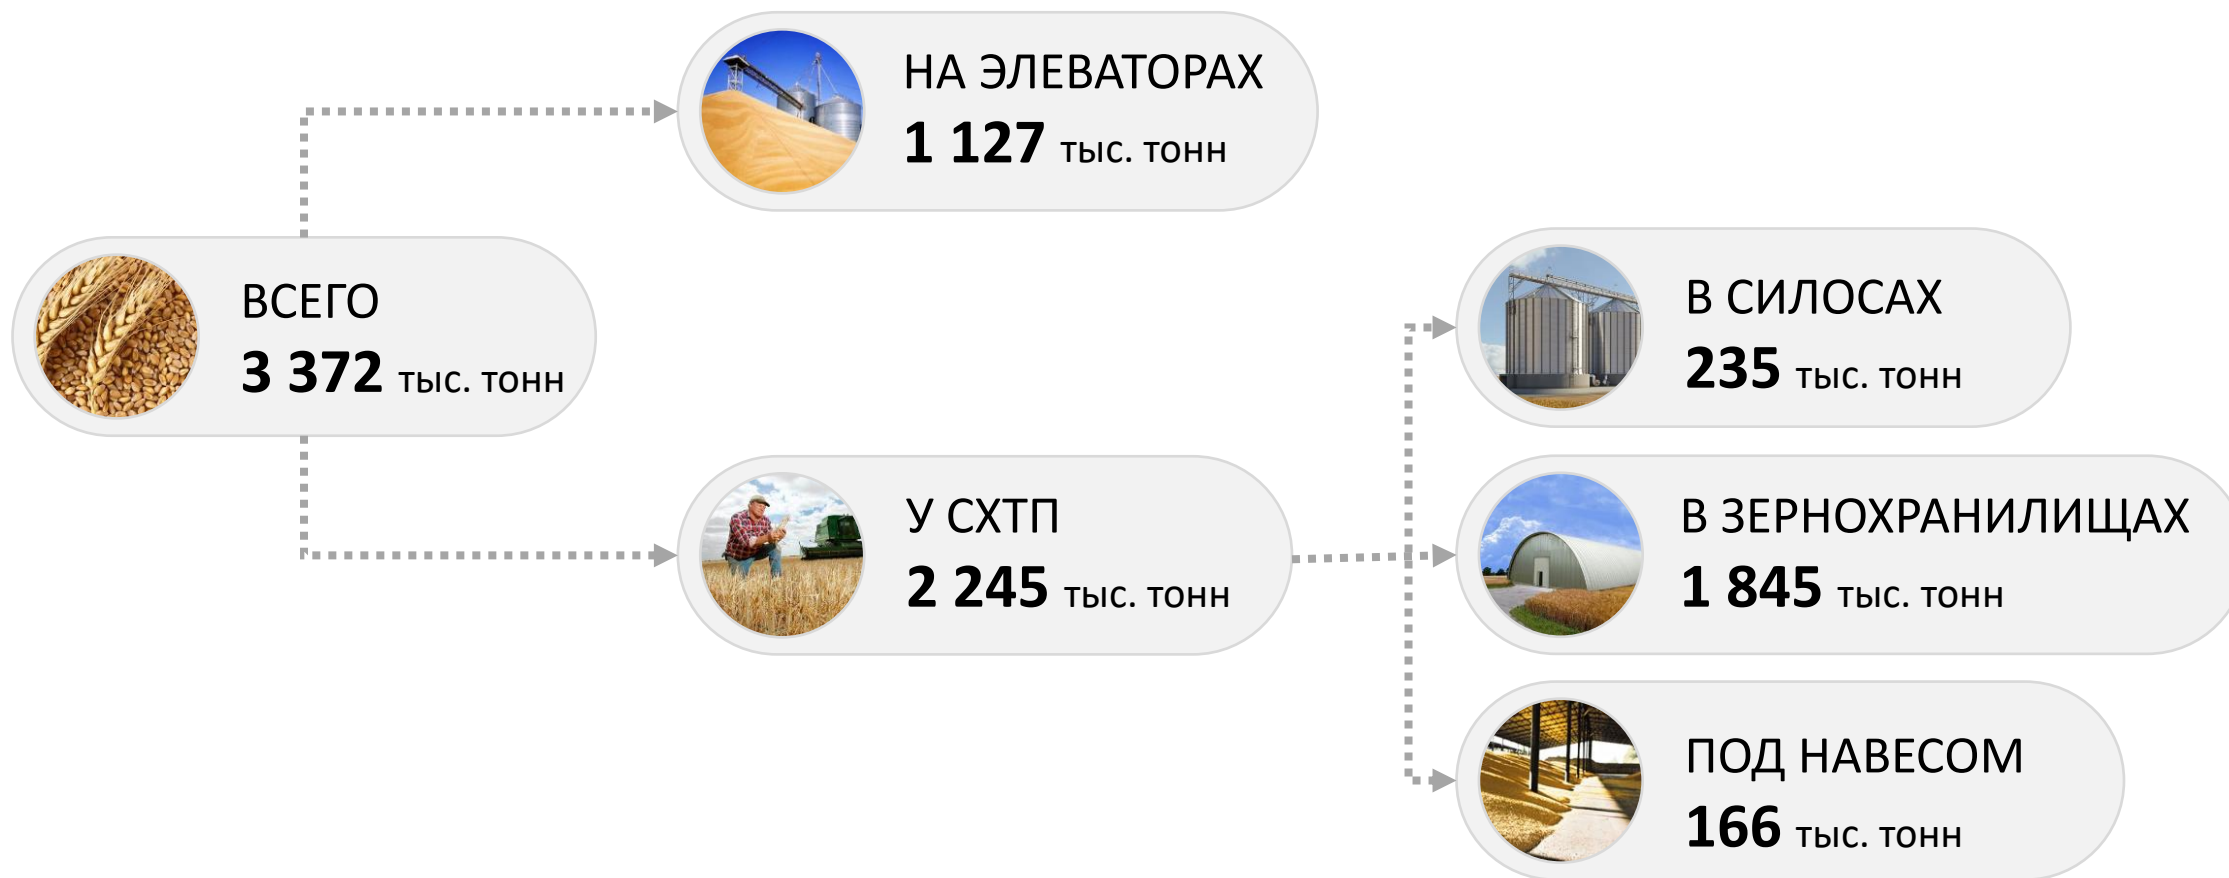 НА ЭЛЕВАТОРАХ
1 127 тыс. тонн
ВСЕГО
3 372 тыс. тонн
У СХТП
2 245 тыс. тонн
В СИЛОСАХ
235 тыс. тонн
В ЗЕРНОХРАНИЛИЩАХ
1 845 тыс. тонн
ПОД НАВЕСОМ
166 тыс. тонн